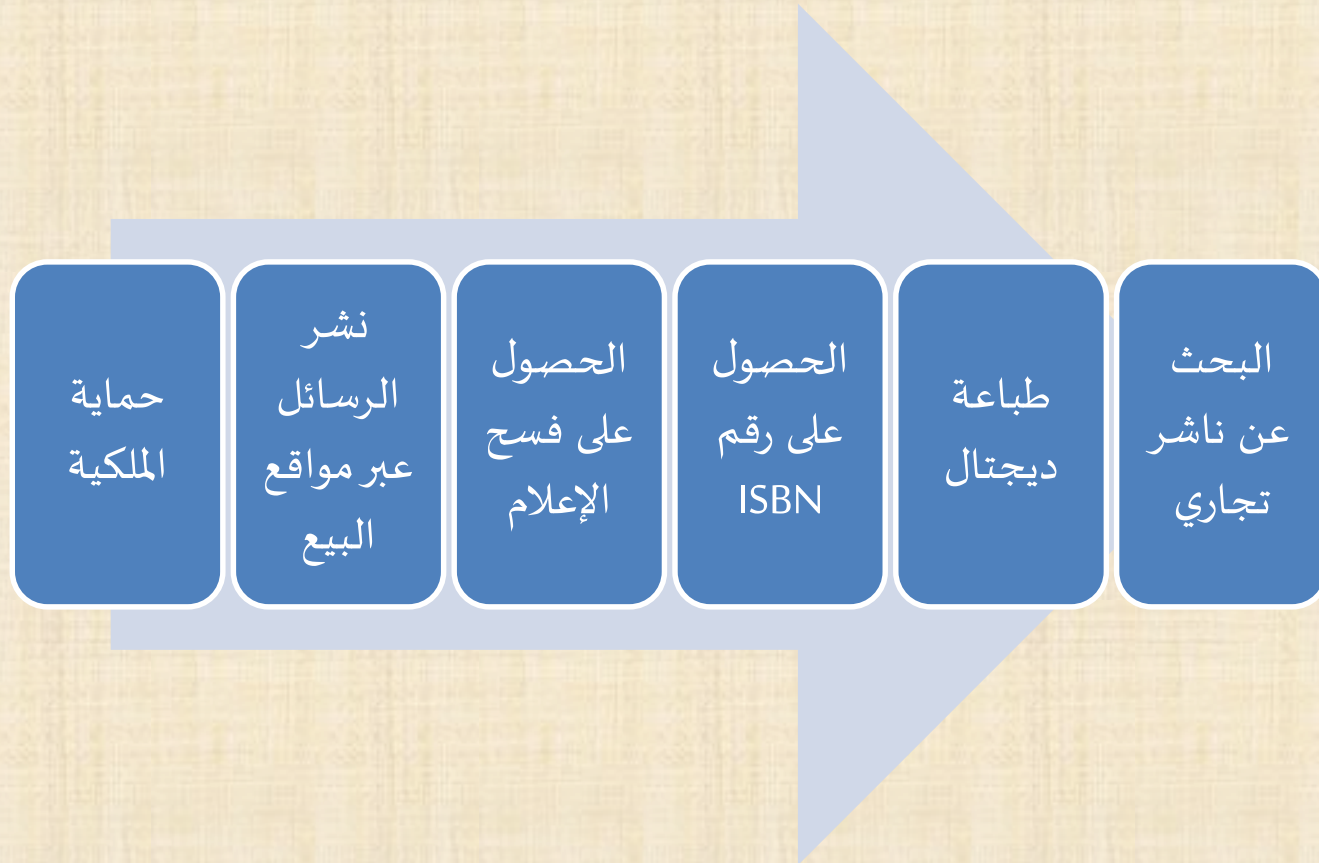 حماية
الملكية
نشر
الرسائل
عبر مواقع
البيع
الحصول
على فسح
الإعلام
الحصول
على رقم
ISBN
طباعة
ديجتال
البحث
عن ناشر
تجاري